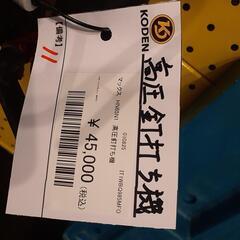 KODEN
高圧釘打ち機
010825
マックス HN65N1 高圧釘打ち機
¥45,000(税込)
【備考】
11